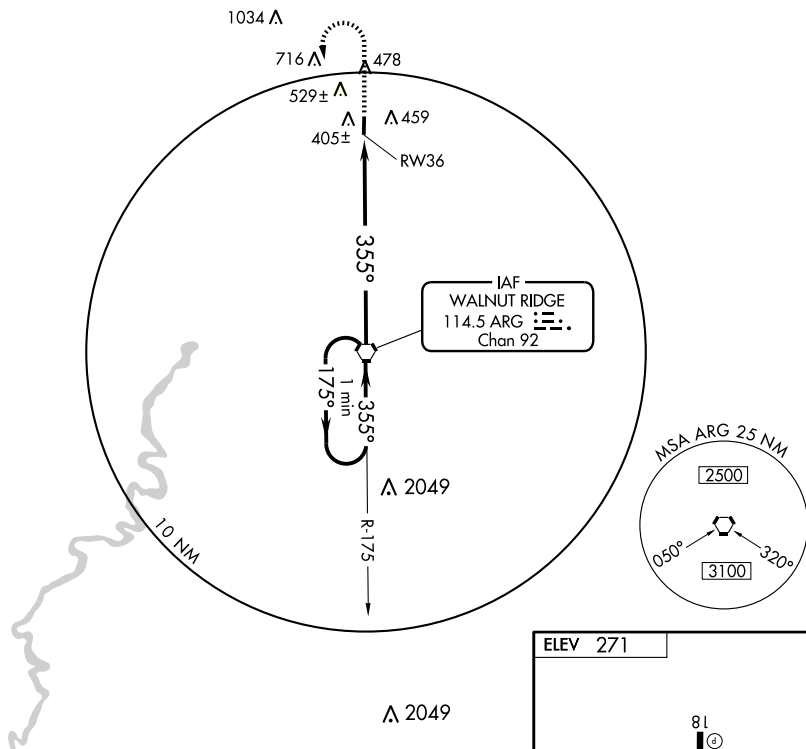 1034
716
478
529±
459
405±
RW36
355°
IAF
WALNUT RIDGE
114.5 ARG
Chan 92
175°
1 min
355°
2049
R-175
10 NM
MSA ARG 25 NM
2500
050°
320°
3100
ELEV 271
2049
18
P